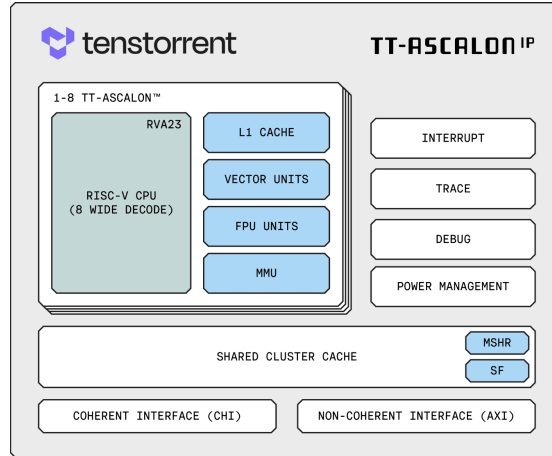 tenstorrent
TT-ASCALON IP
1-8 TT-ASCALON™
RVA23
RISC-V CPU
(8 WIDE DECODE)
L1 CACHE
VECTOR UNITS
FPU UNITS
MMU
INTERRUPT
TRACE
DEBUG
POWER MANAGEMENT
SHARED CLUSTER CACHE
MSHR
SF
COHERENT INTERFACE (CHI)
NON-COHERENT INTERFACE (AXI)